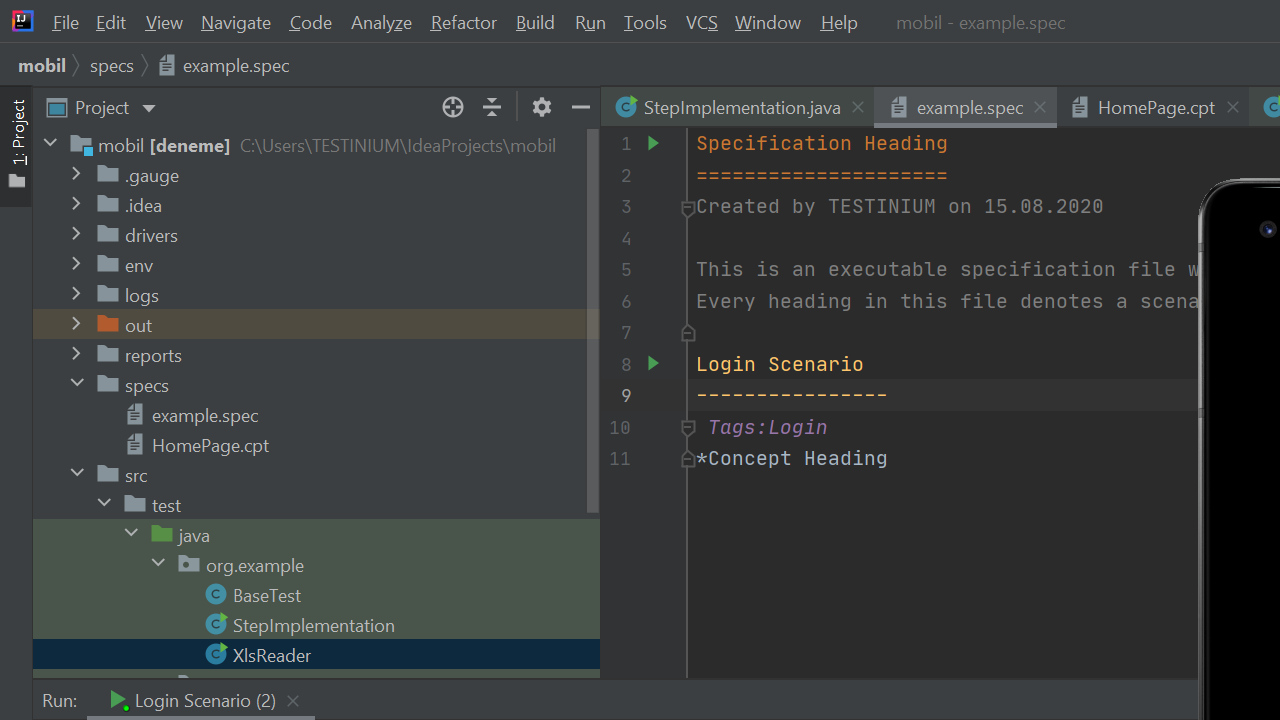 File Edit View Navigate Code Analyze Refactor Build Run Tools VCS Window Help mobil - example.spec
mobil specs example.spec
1: Project
Project
StepImplementation.java example.spec HomePage.cpt
mobil [deneme] C:\Users\TESTINIUM\IdeaProjects\mobil
.gauge
.idea
drivers
env
logs
out
reports
specs
example.spec
HomePage.cpt
src
test
java
org.example
BaseTest
StepImplementation
XlsReader
1 Specification Heading
2 =====================
3 Created by TESTINIUM on 15.08.2020
4
5 This is an executable specification file
6 Every heading in this file denotes a
7
8 Login Scenario
9 ----------------
10 Tags:Login
11 *Concept Heading
Run: Login Scenario (2)